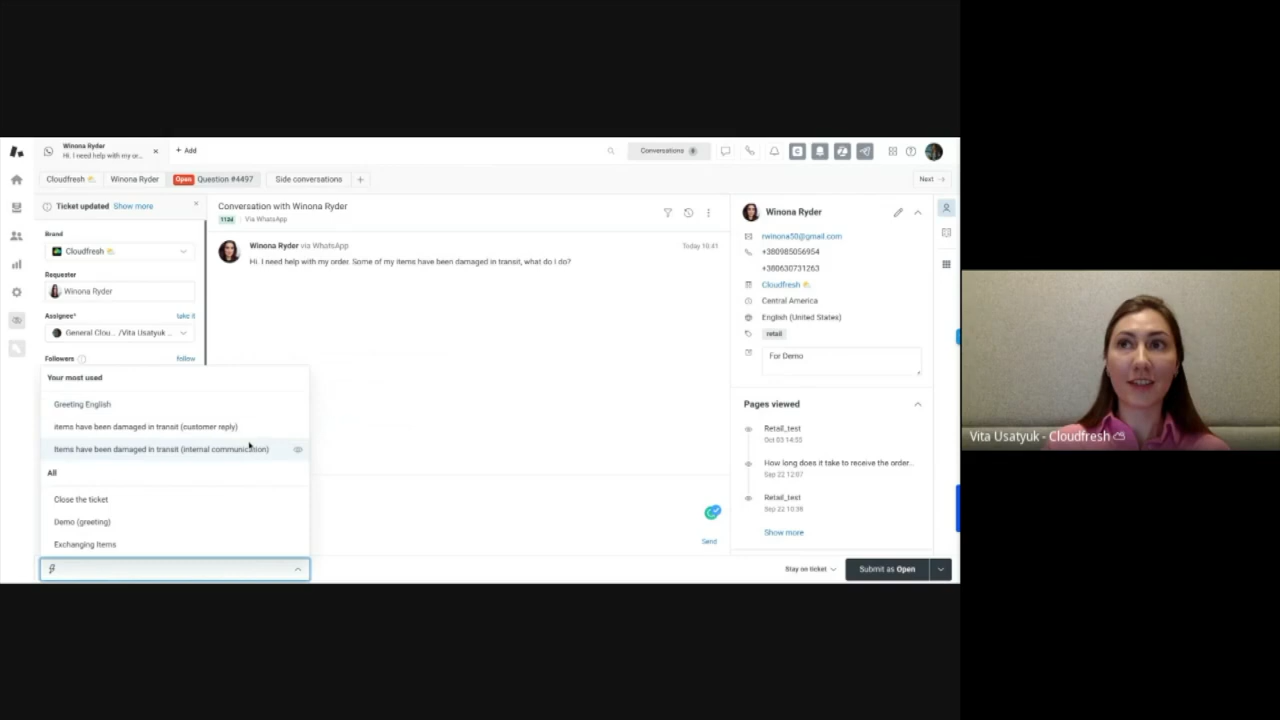 Winona Ryder
Hi, I need help with my or...
+ Add
Conversations
Cloudfresh
Winona Ryder
Open Question #4497
Side conversations
Next
Ticket updated Show more
Brand
Cloudfresh
Requester
Winona Ryder
Assignee* take it
General Clou.. /Vita Usatyuk ..
Followers follow
Your most used
Greeting English
items have been damaged in transit (customer reply)
Items have been damaged in transit (internal communication)
All
Close the ticket
Demo (greeting)
Exchanging Items
Conversation with Winona Ryder
Via WhatsApp
Winona Ryder via WhatsApp Today 10:41
Hi. I need help with my order. Some of my items have been damaged in transit, what do i do?
Send
Winona Ryder
rwinona50@gmail.com
+380985056954
+380630731263
Cloudfresh
Central America
English (United States)
retail
For Demo
Pages viewed
Retail_test
Oct 03 14:55
How long does it take to receive the order...
Sep 22 12:07
Retail_test
Sep 22 10:38
Show more
Stay on ticket
Submit as Open
Vita Usatyuk - Cloudfresh